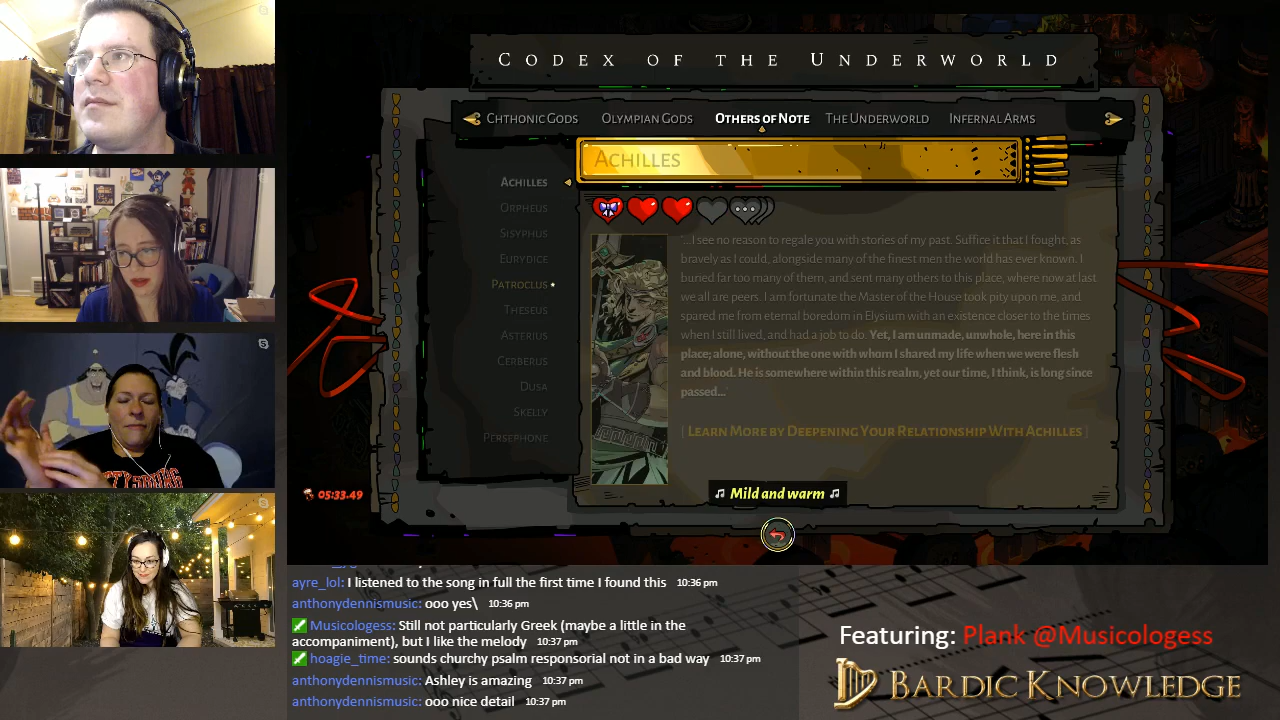 CODEX OF THE UNDERWORLD
CHTHONIC GODS OLYMPIAN GODS OTHERS OF NOTE THE UNDERWORLD INFERNAL ARMS
ACHILLES
ACHILLES
ORPHEUS
SISYPHUS
EURYDICE
PATROCLUS
THESEUS
ASTERIUS
CERBERUS
DUSA
SKELLY
PERSEPHONE
"...I see no reason to regale you with stories of my past. Suffice it that I fought, as
bravely as I could, alongside many of the finest men the world has ever known. I
buried far too many of them, and sent many others to this place, where now at last
we all are peers. I am fortunate the Master of the House took pity upon me, and
spared me from eternal boredom in Elysium with an existence closer to the times
when I still lived, and had a job to do. Yet, I am unmade, unwhole, here in this
place; alone, without the one with whom I shared my life when we were flesh
and blood. He is somewhere within this realm, yet our time, I think, is long since
passed..."
[ LEARN MORE BY DEEPENING YOUR RELATIONSHIP WITH ACHILLES ]
05:33.49
♫ Mild and warm ♫
ayre_lol: I listened to the song in full the first time I found this 10:36 pm
anthonydennismusic: ooo yes\ 10:36 pm
Musicologess: Still not particularly Greek (maybe a little in the
accompaniment), but I like the melody 10:37 pm
hoagie_time: sounds churchy psalm responsorial not in a bad way 10:37 pm
anthonydennismusic: Ashley is amazing 10:37 pm
anthonydennismusic: ooo nice detail 10:37 pm
Featuring: Plank @Musicologess
BARDIC KNOWLEDGE